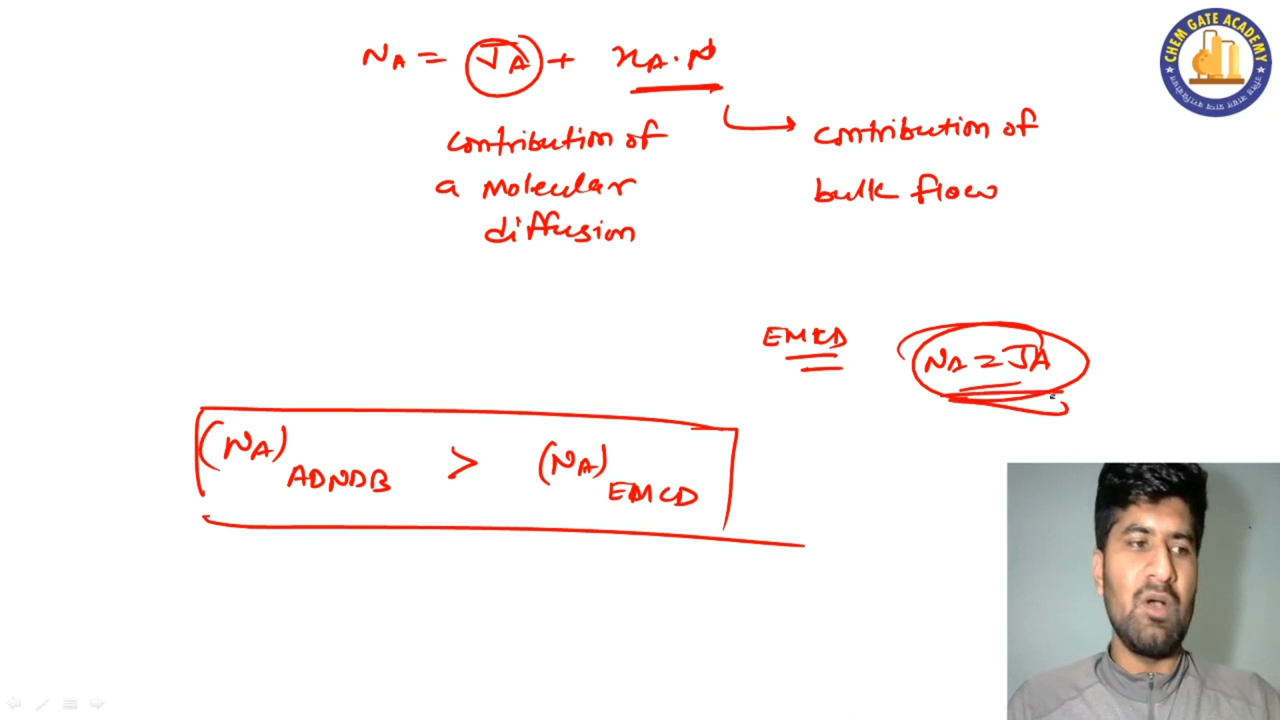 CHEM GATE ACADEMY
NA = JA + xA · N
contribution of
a molecular
diffusion
contribution of
bulk flow
EMCD
NA = JA
(NA) ADNDB > (NA) EMCD